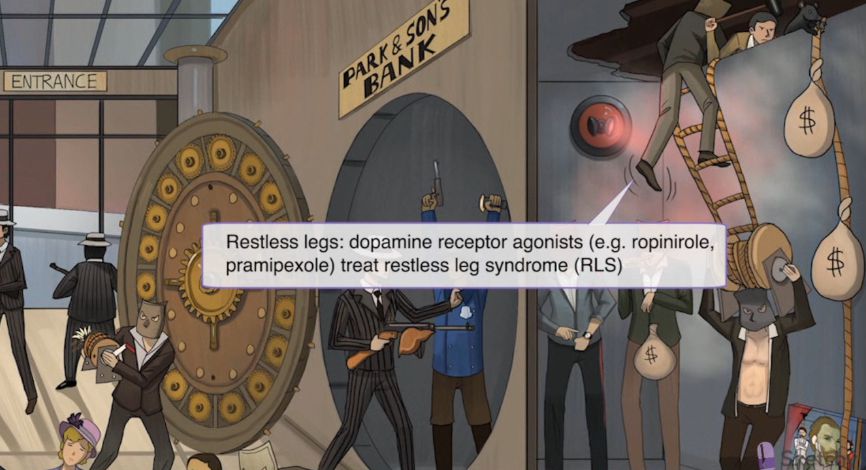 ENTRANCE
PARK & SON'S
BANK
$
Restless legs: dopamine receptor agonists (e.g. ropinirole,
pramipexole) treat restless leg syndrome (RLS)
$
$